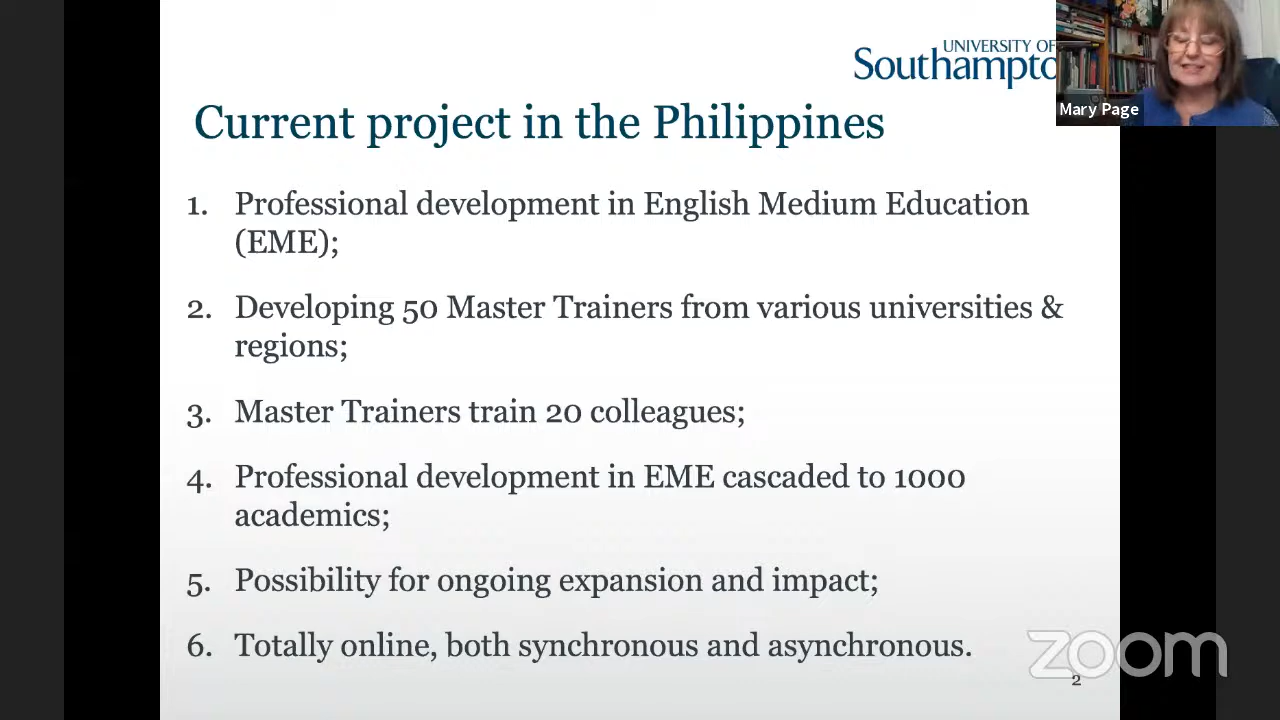 UNIVERSITY OF
Southampto
Mary Page
Current project in the Philippines
1. Professional development in English Medium Education
(EME);
2. Developing 50 Master Trainers from various universities &
regions;
3. Master Trainers train 20 colleagues;
4. Professional development in EME cascaded to 1000
academics;
5. Possibility for ongoing expansion and impact;
6. Totally online, both synchronous and asynchronous.
zoom
2